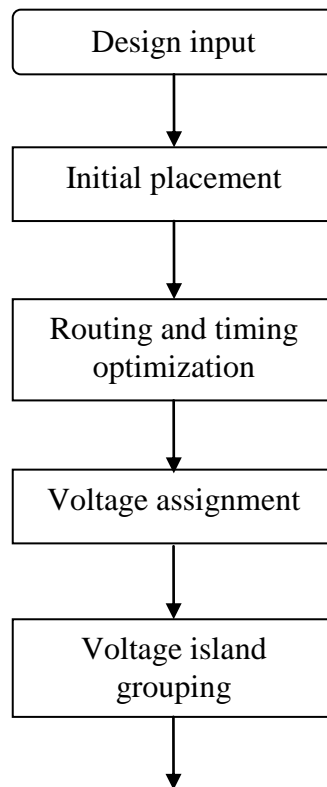 Design input
Initial placement
Routing and timing
optimization
Voltage assignment
Voltage island
grouping